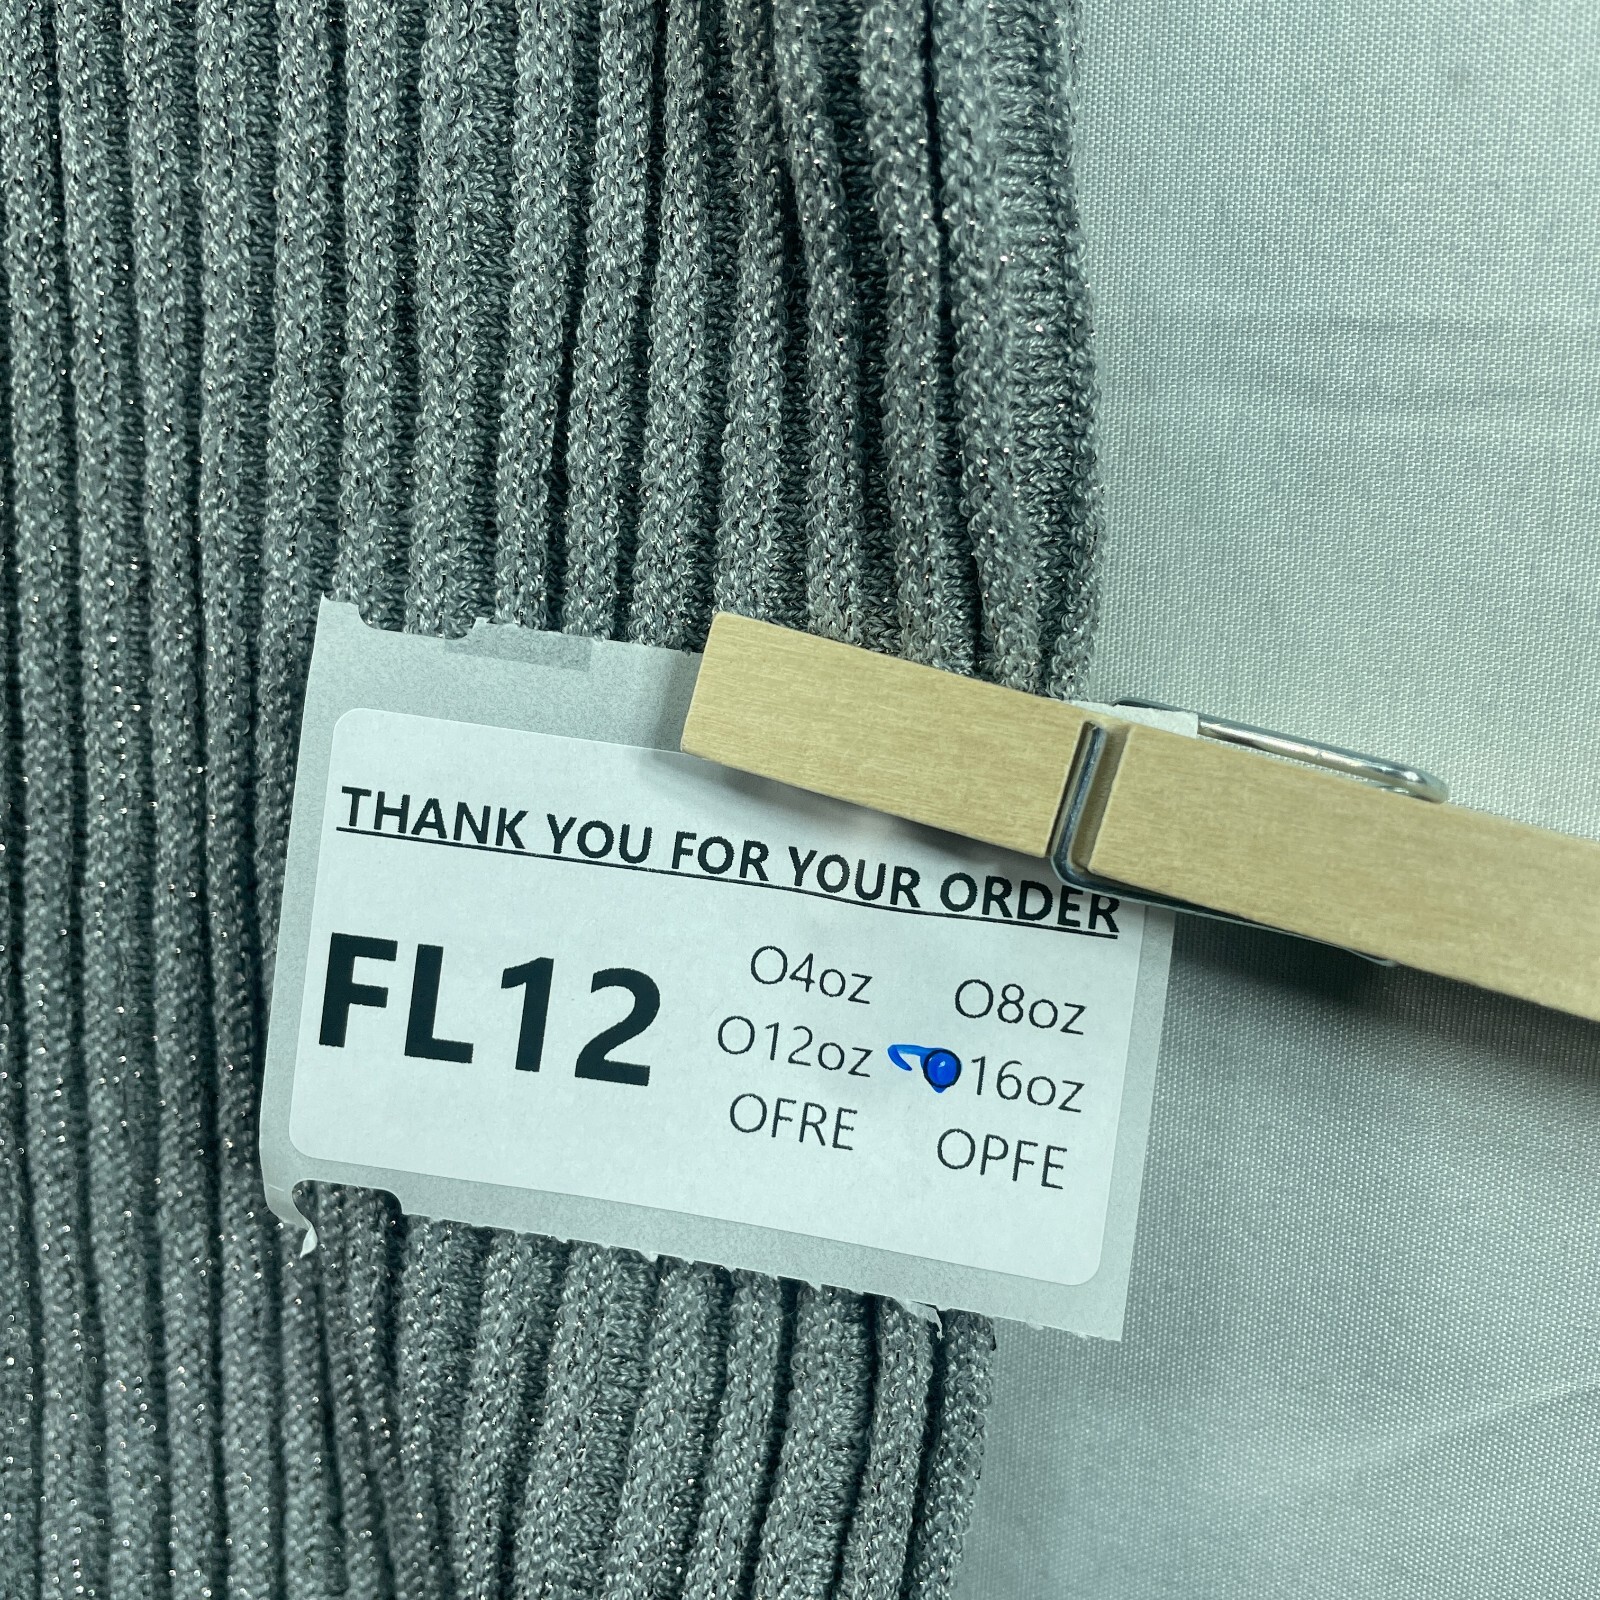 THANK YOU FOR YOUR ORDER
FL12
O4oz O8oz
O12oz O16oz
OFRE OPFE